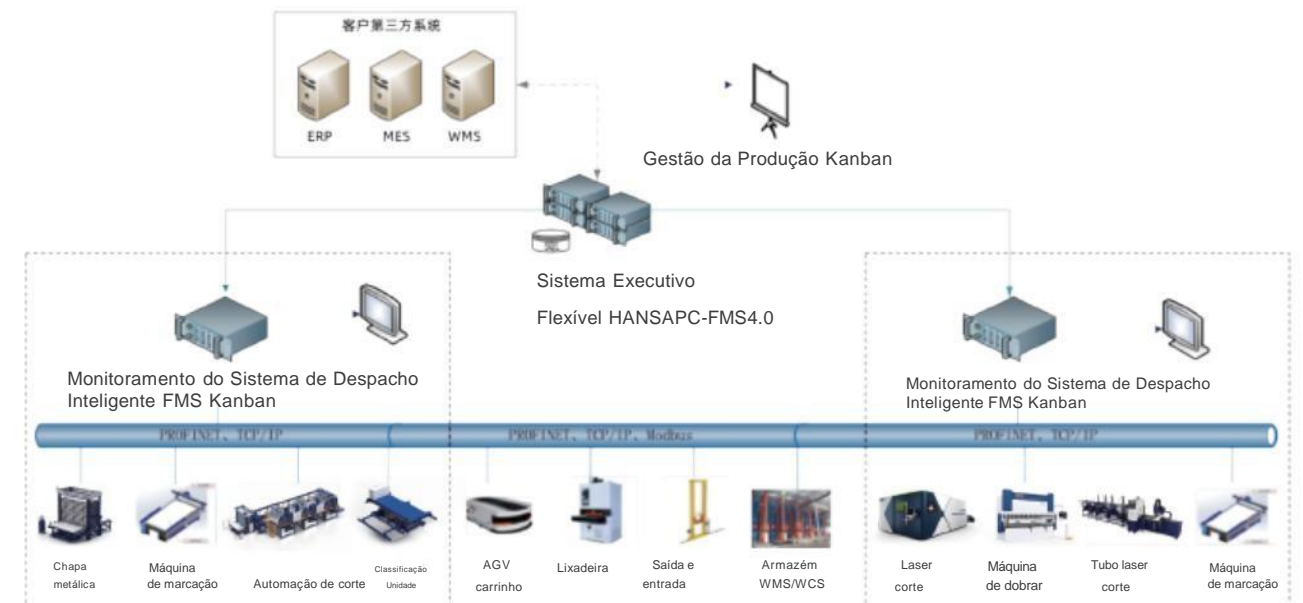 客户第三方系统
ERP
MES
WMS
Gestão da Produção Kanban
Sistema Executivo
Flexível HANSAPC-FMS4.0
Monitoramento do Sistema de Despacho
Inteligente FMS Kanban
Monitoramento do Sistema de Despacho
Inteligente FMS Kanban
PROFINET、TCP/IP
PROFINET、TCP/IP、Modbus
PROFINET、TCP/IP
Chapa
metálica
Máquina
de marcação
Automação de corte
Classificação
Unidade
AGV
carrinho
Lixadeira
Saída e
entrada
Armazém
WMS/WCS
Laser
corte
Máquina
de dobrar
Tubo laser
corte
Máquina
de marcação